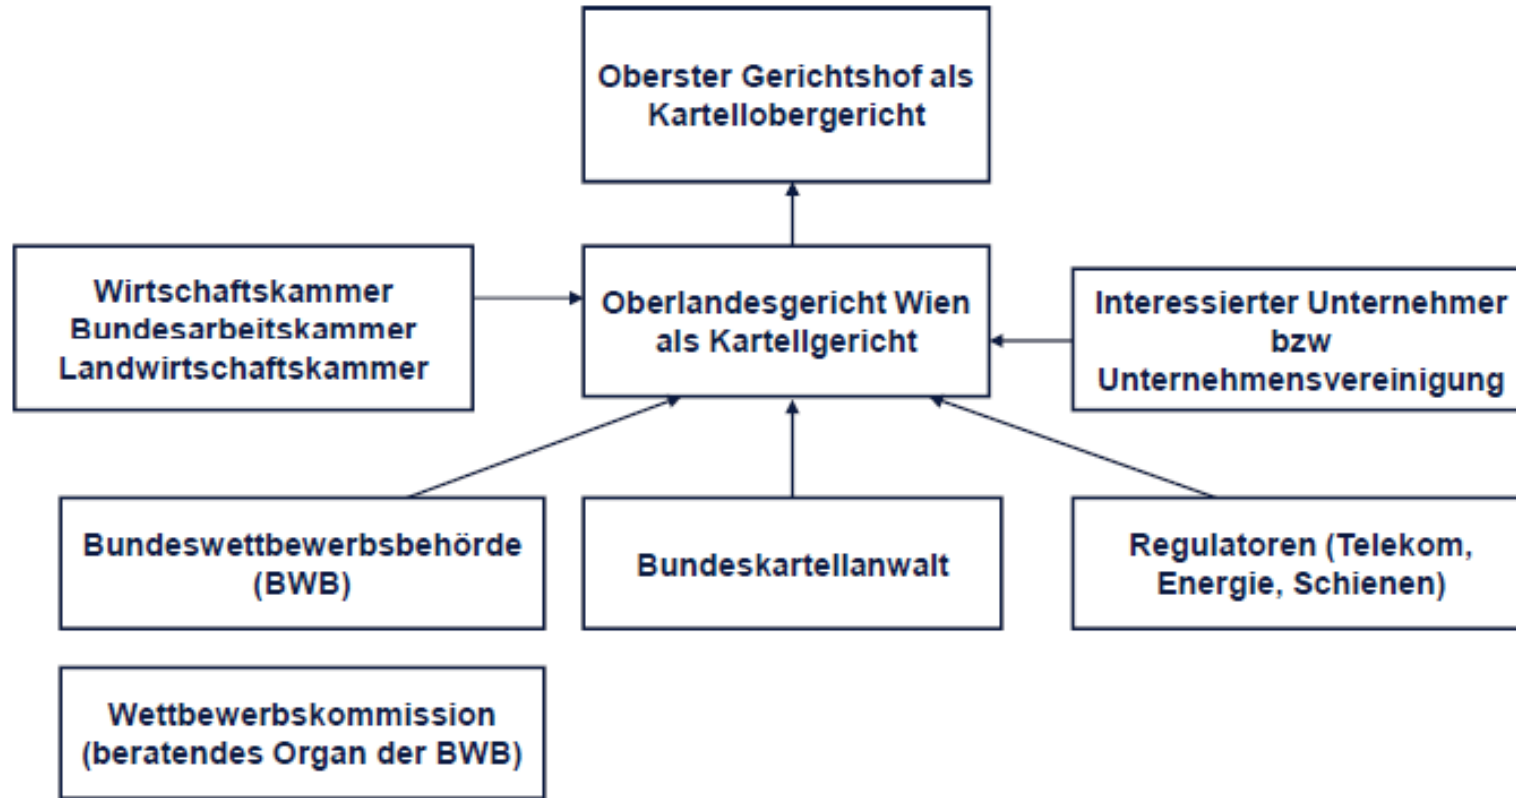 Oberster Gerichtshof als
Kartellobergericht
Wirtschaftskammer
Bundesarbeitskammer
Landwirtschaftskammer
Oberlandesgericht Wien
als Kartellgericht
Interessierter Unternehmer
bzw
Unternehmensvereinigung
Bundeswettbewerbsbehörde
(BWB)
Bundeskartellanwalt
Regulatoren (Telekom,
Energie, Schienen)
Wettbewerbskommission
(beratendes Organ der BWB)